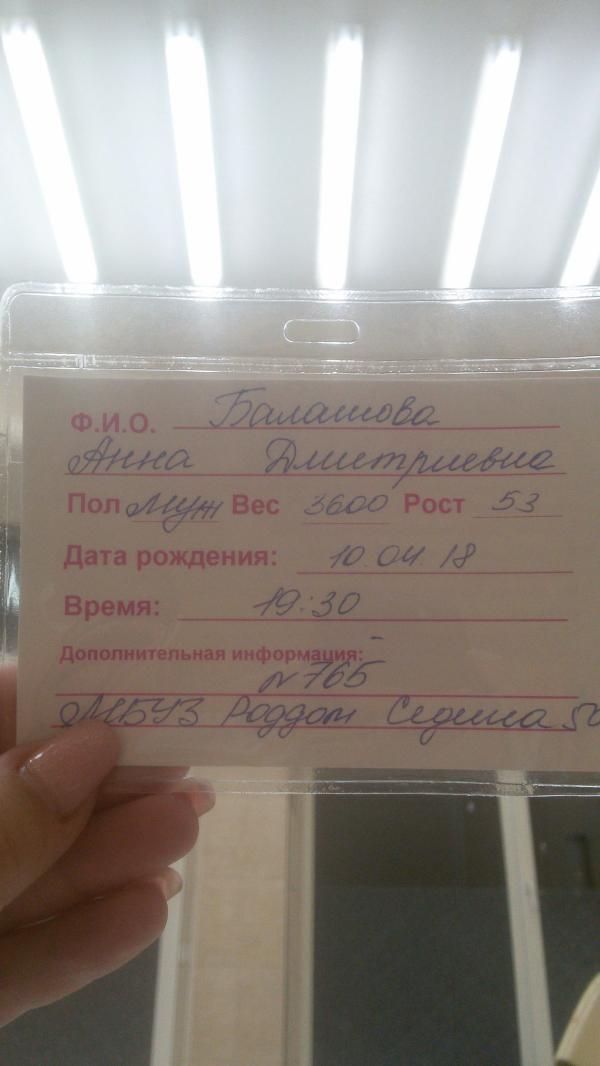 Ф.И.О. Балашова
Анна Дмитриевна
Пол Муж Вес 3600 Рост 53
Дата рождения: 10.04.18
Время: 19:30
Дополнительная информация: -
№765
МБУЗ Роддом Седина 50